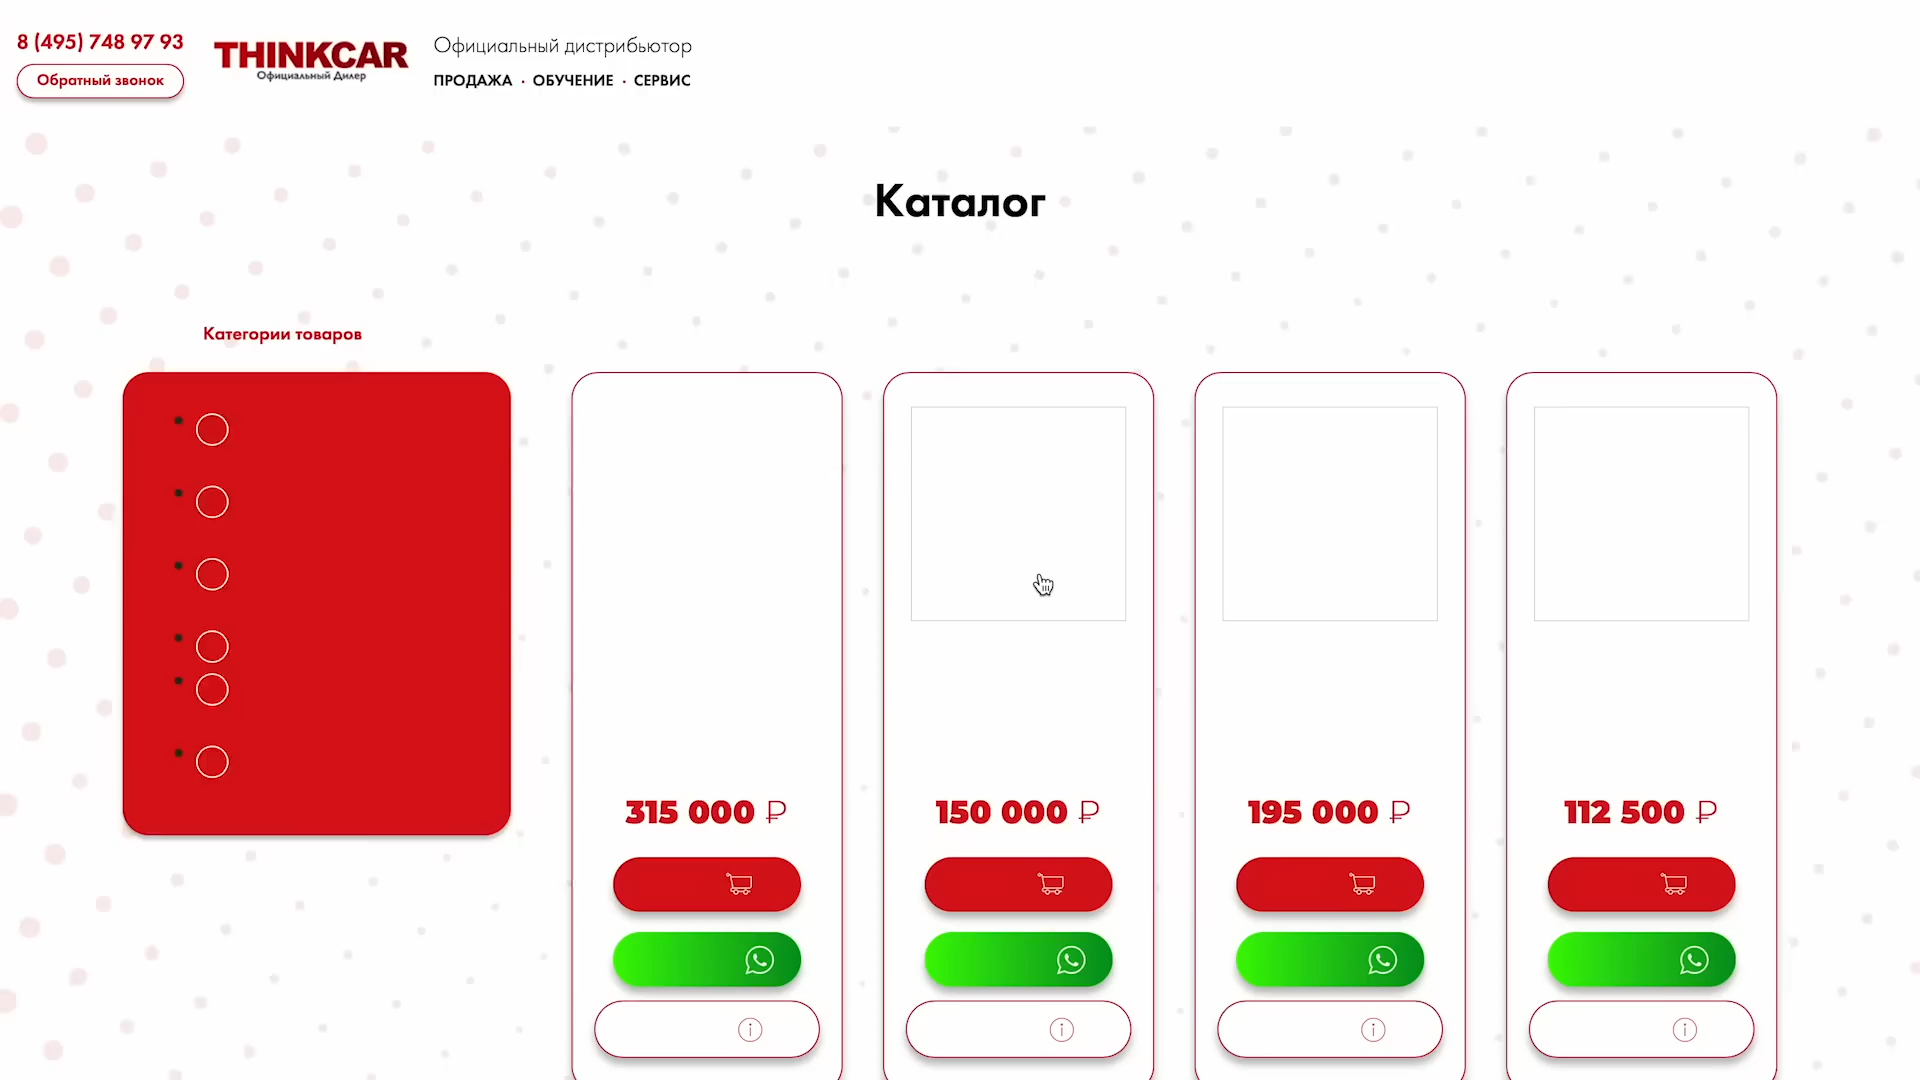 8 (495) 748 97 93
Обратный звонок
THINKCAR
Официальный Дилер
Официальный дистрибьютор
ПРОДАЖА · ОБУЧЕНИЕ · СЕРВИС
Каталог
Категории товаров
315 000 ₽
150 000 ₽
195 000 ₽
112 500 ₽